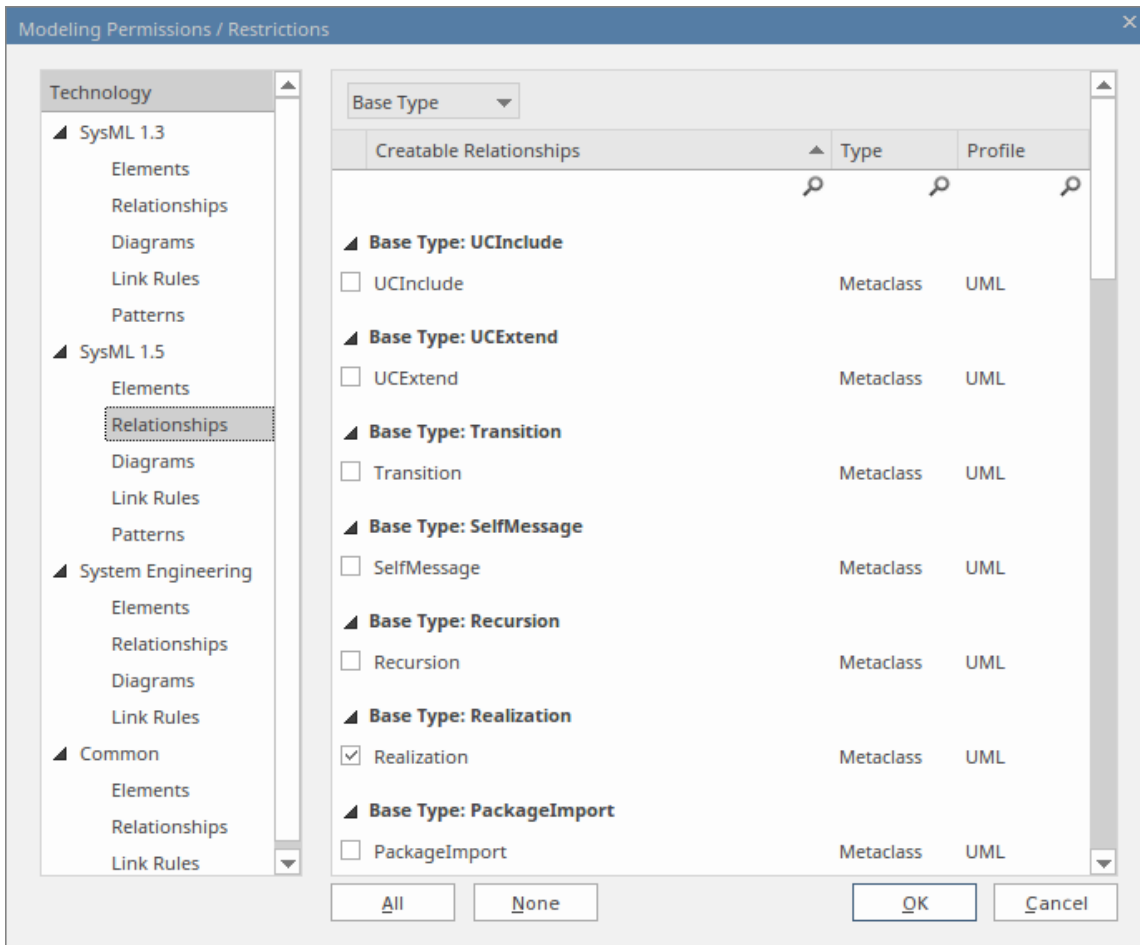 Modeling Permissions / Restrictions
Technology
SysML 1.3
Elements
Relationships
Diagrams
Link Rules
Patterns
SysML 1.5
Elements
Relationships
Diagrams
Link Rules
Patterns
System Engineering
Elements
Relationships
Diagrams
Link Rules
Common
Elements
Relationships
Link Rules
Base Type
Creatable Relationships Type Profile
Base Type: UCInclude
UCInclude Metaclass UML
Base Type: UCExtend
UCExtend Metaclass UML
Base Type: Transition
Transition Metaclass UML
Base Type: SelfMessage
SelfMessage Metaclass UML
Base Type: Recursion
Recursion Metaclass UML
Base Type: Realization
Realization Metaclass UML
Base Type: PackageImport
PackageImport Metaclass UML
All None OK Cancel